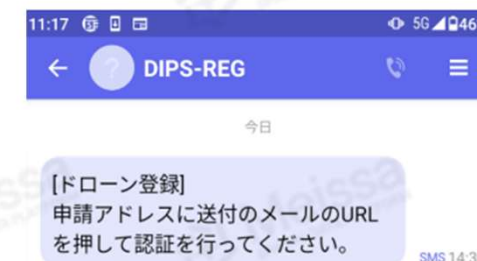 11:17 5G 46
DIPS-REG
今日
[ドローン登録]
申請アドレスに送付のメールのURL
を押して認証を行ってください。
SMS 14:3